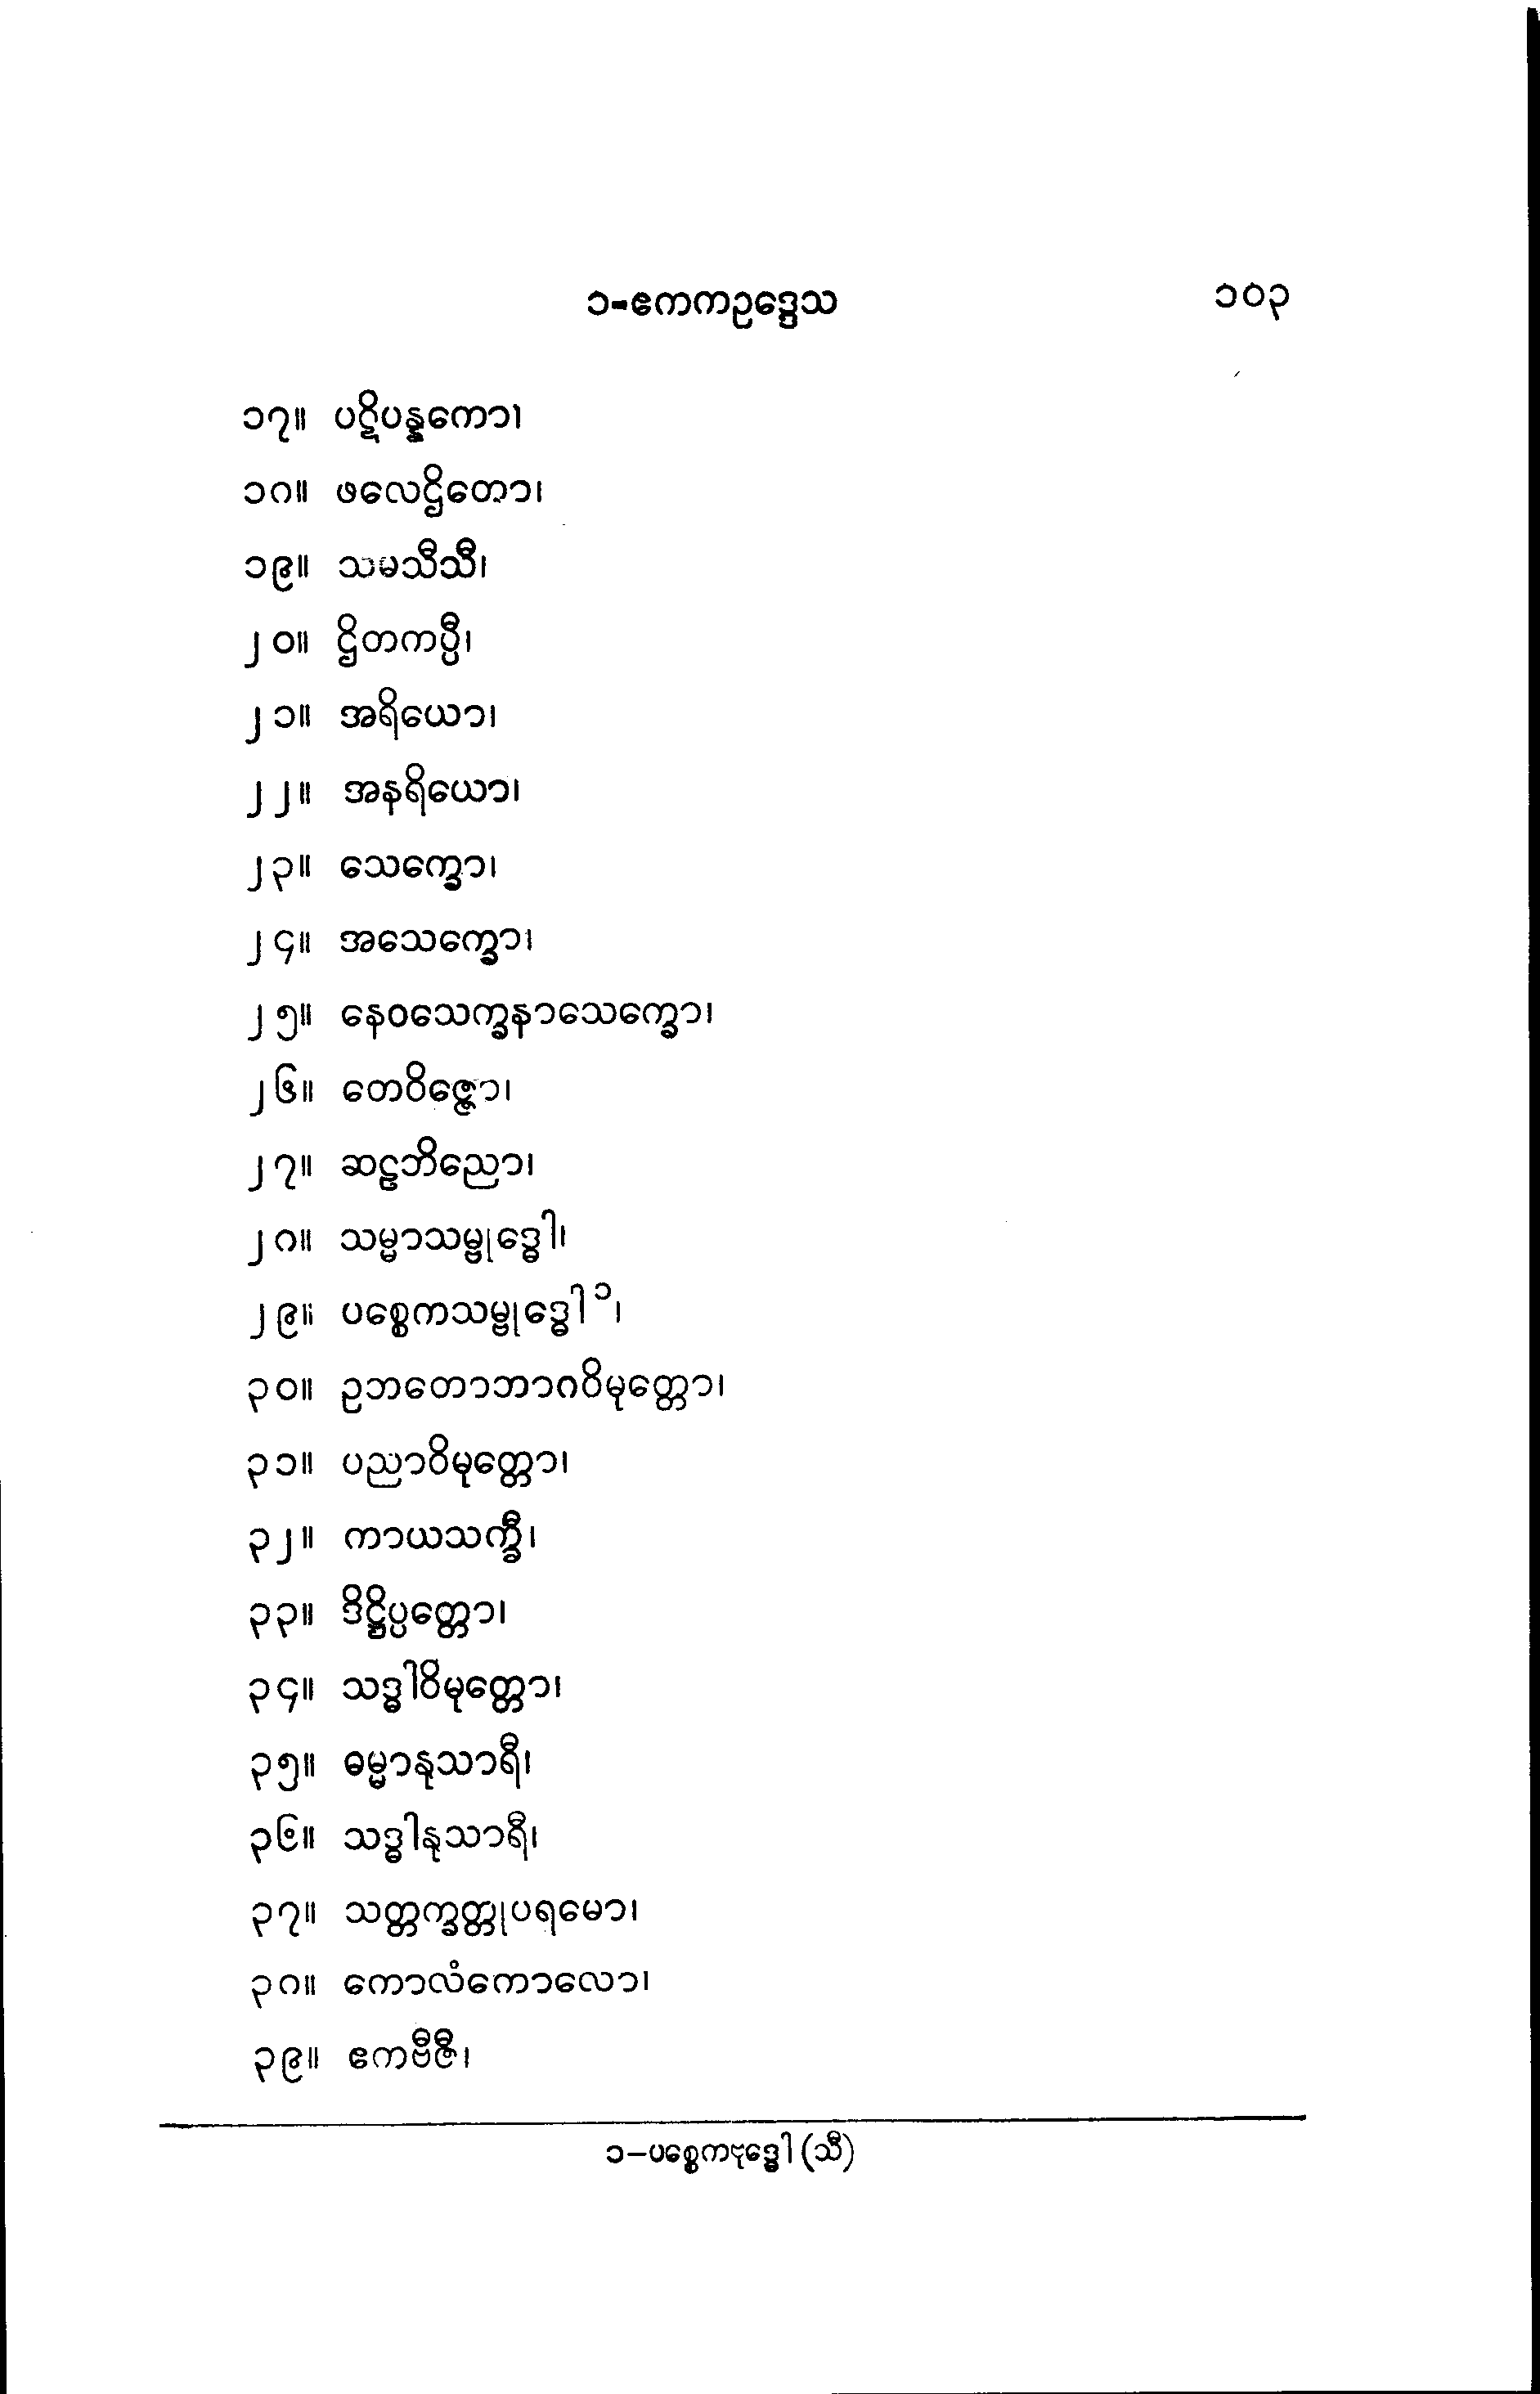 ၁-ဧကကဥဒ္ဒေသ ၁၀၃
၁၇။ ပဋိပန္နကော၊
၁၈။ ဖလေဌိတော၊
၁၉။ သမသီသီ၊
၂၀။ ဌိတကပ္ပီ၊
၂၁။ အရိယော၊
၂၂။ အနရိယော၊
၂၃။ သေက္ခော၊
၂၄။ အသေက္ခော၊
၂၅။ နေဝသေက္ခနာသေက္ခော၊
၂၆။ တေဝိဇ္ဇော၊
၂၇။ ဆဠဘိညော၊
၂၈။ သမ္မာသမ္ဗုဒ္ဓေါ၊
၂၉။ ပစ္စေကသမ္ဗုဒ္ဓေါ ၁၊
၃၀။ ဥဘတောဘာဂဝိမုတ္တော၊
၃၁။ ပညာဝိမုတ္တော၊
၃၂။ ကာယသက္ခီ၊
၃၃။ ဒိဋ္ဌိပ္ပတ္တော၊
၃၄။ သဒ္ဓါဝိမုတ္တော၊
၃၅။ ဓမ္မာနုသာရီ၊
၃၆။ သဒ္ဓါနုသာရီ၊
၃၇။ သတ္တက္ခတ္တုပရမော၊
၃၈။ ကောလံကောလော၊
၃၉။ ဧကဗီဇီ၊
၁–ပစ္စေကဗုဒ္ဓေါ (သီ)